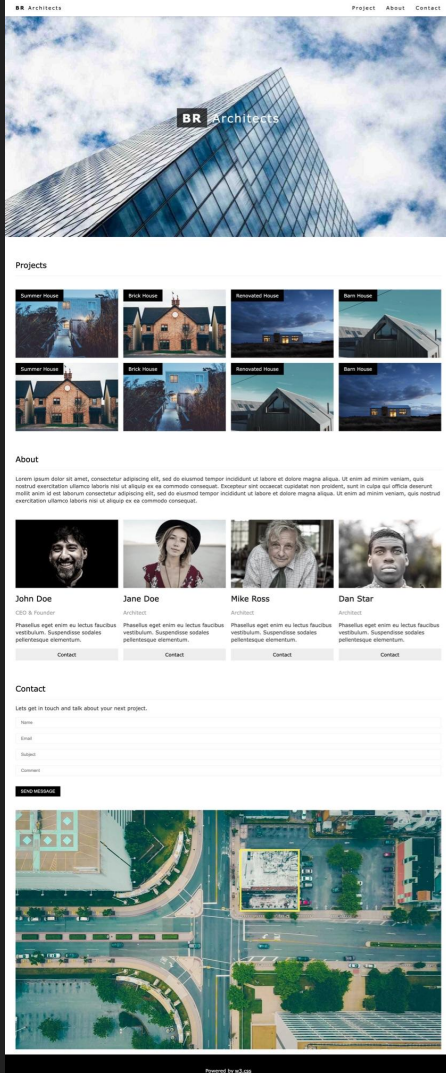 BR Architects
Project About Contact
BR Architects
Projects
Summer House
Brick House
Renovated House
Barn House
Summer House
Brick House
Renovated House
Barn House
About
Lorem ipsum dolor sit amet, consectetur adipiscing elit, sed do eiusmod tempor incididunt ut labore et dolore magna aliqua. Ut enim ad minim veniam, quis
nostrud exercitation ullamco laboris nisi ut aliquip ex ea commodo consequat. Excepteur sint occaecat cupidatat non proident, sunt in culpa qui officia deserunt
mollit anim id est laborum consectetur adipiscing elit, sed do eiusmod tempor incididunt ut labore et dolore magna aliqua. Ut enim ad minim veniam, quis nostrud
exercitation ullamco laboris nisi ut aliquip ex ea commodo consequat.
John Doe
CEO & Founder
Phasellus eget enim eu lectus faucibus
vestibulum. Suspendisse sodales
pellentesque elementum.
Contact
Jane Doe
Architect
Phasellus eget enim eu lectus faucibus
vestibulum. Suspendisse sodales
pellentesque elementum.
Contact
Mike Ross
Architect
Phasellus eget enim eu lectus faucibus
vestibulum. Suspendisse sodales
pellentesque elementum.
Contact
Dan Star
Architect
Phasellus eget enim eu lectus faucibus
vestibulum. Suspendisse sodales
pellentesque elementum.
Contact
Contact
Lets get in touch and talk about your next project.
Name
Email
Subject
Comment
SEND MESSAGE
Powered by w3.css